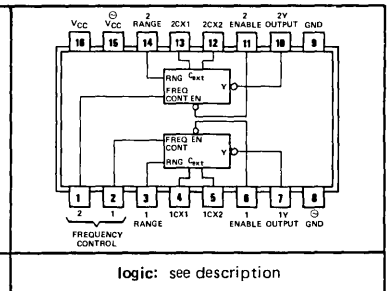 ⊖ 2 2 2Y
VCC VCC RANGE 2CX1 2CX2 ENABLE OUTPUT GND
16 15 14 13 12 11 10 9
RNG Cext
FREQ
CONT EN
Y
FREQ EN
CONT
RNG Cext
Y
1 2 3 4 5 6 7 8
2 1 1 1CX1 1CX2 1 1Y ⊖
RANGE ENABLE OUTPUT GND
FREQUENCY
CONTROL
logic: see description